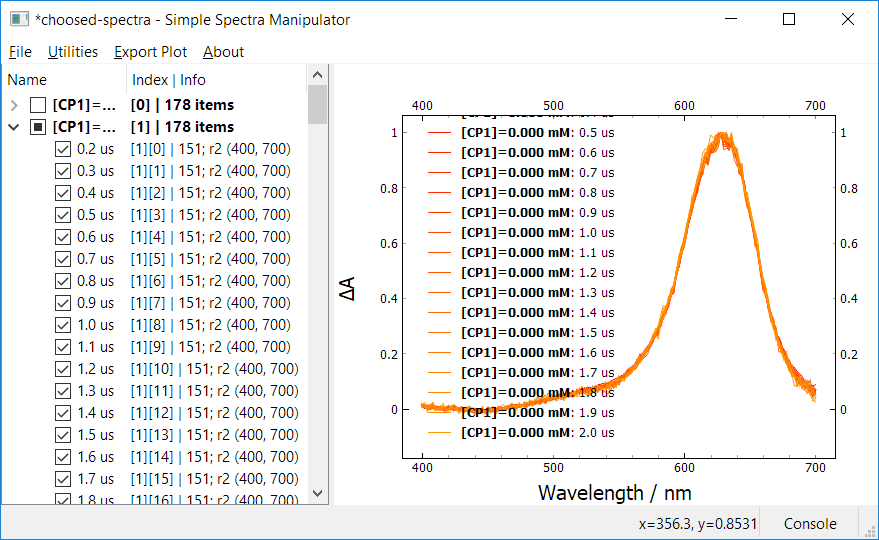 *choosed-spectra - Simple Spectra Manipulator
File Utilities Export Plot About
Name Index | Info
[CP1]=... [0] | 178 items
[CP1]=... [1] | 178 items
0.2 us [1][0] | 151; r2 (400, 700)
0.3 us [1][1] | 151; r2 (400, 700)
0.4 us [1][2] | 151; r2 (400, 700)
0.5 us [1][3] | 151; r2 (400, 700)
0.6 us [1][4] | 151; r2 (400, 700)
0.7 us [1][5] | 151; r2 (400, 700)
0.8 us [1][6] | 151; r2 (400, 700)
0.9 us [1][7] | 151; r2 (400, 700)
1.0 us [1][8] | 151; r2 (400, 700)
1.1 us [1][9] | 151; r2 (400, 700)
1.2 us [1][10] | 151; r2 (400, 700)
1.3 us [1][11] | 151; r2 (400, 700)
1.4 us [1][12] | 151; r2 (400, 700)
1.5 us [1][13] | 151; r2 (400, 700)
1.6 us [1][14] | 151; r2 (400, 700)
1.7 us [1][15] | 151; r2 (400, 700)
1.8 us [1][16] | 151; r2 (400, 700)
400 500 600 700
1 1
0.8 0.8
0.6 0.6
0.4 0.4
0.2 0.2
0 0
ΔA
[CP1]=0.000 mM: 0.5 us
[CP1]=0.000 mM: 0.6 us
[CP1]=0.000 mM: 0.7 us
[CP1]=0.000 mM: 0.8 us
[CP1]=0.000 mM: 0.9 us
[CP1]=0.000 mM: 1.0 us
[CP1]=0.000 mM: 1.1 us
[CP1]=0.000 mM: 1.2 us
[CP1]=0.000 mM: 1.3 us
[CP1]=0.000 mM: 1.4 us
[CP1]=0.000 mM: 1.5 us
[CP1]=0.000 mM: 1.6 us
[CP1]=0.000 mM: 1.7 us
[CP1]=0.000 mM: 1.8 us
[CP1]=0.000 mM: 1.9 us
[CP1]=0.000 mM: 2.0 us
400 500 600 700
Wavelength / nm
x=356.3, y=0.8531 Console